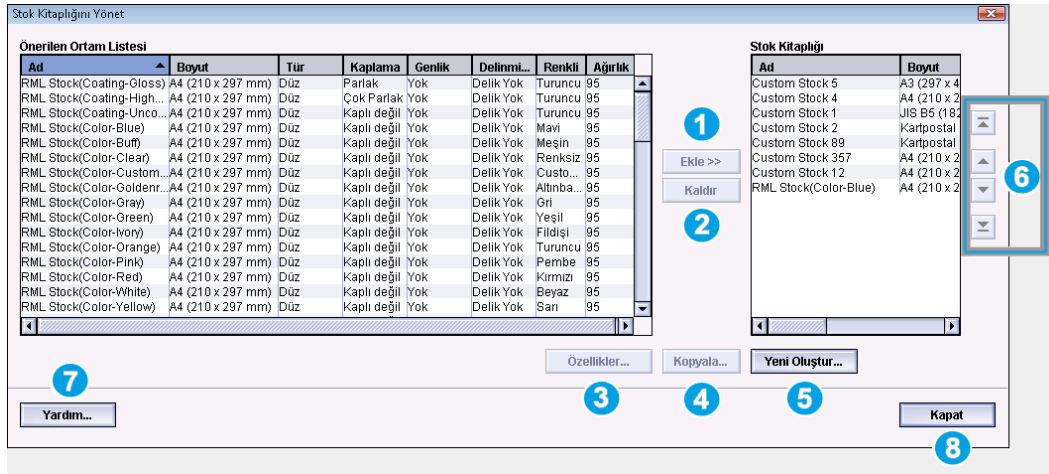 Stok Kitaplığını Yönet
Önerilen Ortam Listesi
Ad Boyut Tür Kaplama Genlik Delinmi... Renkli Ağırlık
RML Stock(Coating-Gloss) A4 (210 x 297 mm) Düz Parlak Yok Delik Yok Turuncu 95
RML Stock(Coating-High... A4 (210 x 297 mm) Düz Çok Parlak Yok Delik Yok Turuncu 95
RML Stock(Coating-Unco... A4 (210 x 297 mm) Düz Kaplı değil Yok Delik Yok Turuncu 95
RML Stock(Color-Blue) A4 (210 x 297 mm) Düz Kaplı değil Yok Delik Yok Mavi 95
RML Stock(Color-Buff) A4 (210 x 297 mm) Düz Kaplı değil Yok Delik Yok Meşin 95
RML Stock(Color-Clear) A4 (210 x 297 mm) Düz Kaplı değil Yok Delik Yok Renksiz 95
RML Stock(Color-Custom... A4 (210 x 297 mm) Düz Kaplı değil Yok Delik Yok Custo... 95
RML Stock(Color-Goldenr... A4 (210 x 297 mm) Düz Kaplı değil Yok Delik Yok Altınba... 95
RML Stock(Color-Gray) A4 (210 x 297 mm) Düz Kaplı değil Yok Delik Yok Gri 95
RML Stock(Color-Green) A4 (210 x 297 mm) Düz Kaplı değil Yok Delik Yok Yeşil 95
RML Stock(Color-Ivory) A4 (210 x 297 mm) Düz Kaplı değil Yok Delik Yok Fildişi 95
RML Stock(Color-Orange) A4 (210 x 297 mm) Düz Kaplı değil Yok Delik Yok Turuncu 95
RML Stock(Color-Pink) A4 (210 x 297 mm) Düz Kaplı değil Yok Delik Yok Pembe 95
RML Stock(Color-Red) A4 (210 x 297 mm) Düz Kaplı değil Yok Delik Yok Kırmızı 95
RML Stock(Color-White) A4 (210 x 297 mm) Düz Kaplı değil Yok Delik Yok Beyaz 95
RML Stock(Color-Yellow) A4 (210 x 297 mm) Düz Kaplı değil Yok Delik Yok Sarı 95
1
Ekle >>
Kaldır
2
Stok Kitaplığı
Ad Boyut
Custom Stock 5 A3 (297 x 4
Custom Stock 4 A4 (210 x 2
Custom Stock 1 JIS B5 (182
Custom Stock 2 Kartpostal
Custom Stock 89 Kartpostal
Custom Stock 357 A4 (210 x 2
Custom Stock 12 A4 (210 x 2
RML Stock(Color-Blue) A4 (210 x 2
6
Özellikler... Kopyala... Yeni Oluştur...
7 3 4 5
Yardım... Kapat
8